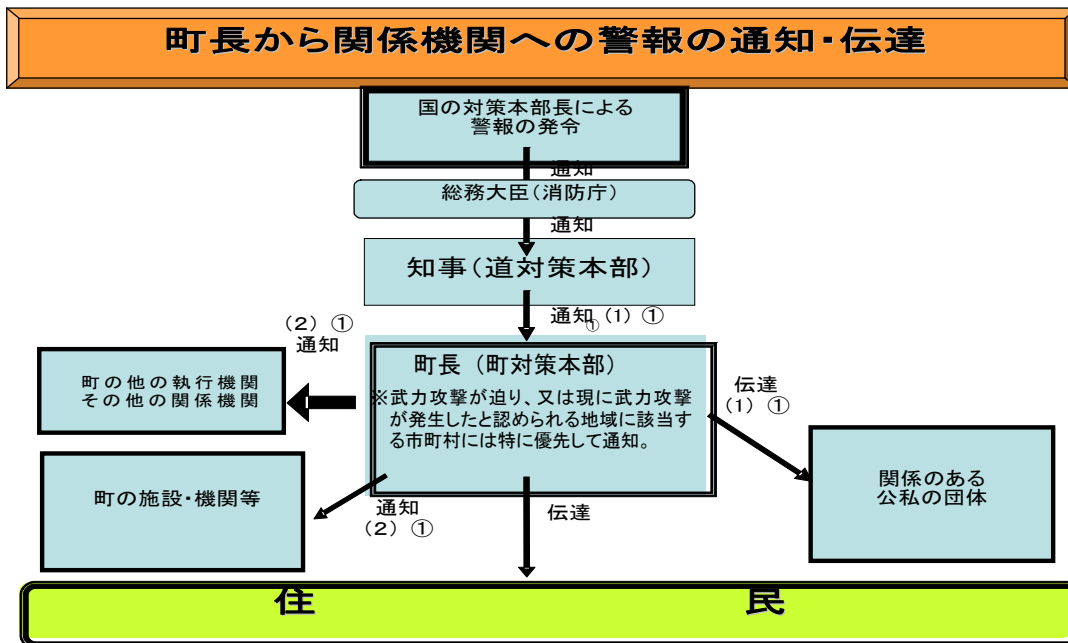 町長から関係機関への警報の通知・伝達
国の対策本部長による
警報の発令
通知
総務大臣(消防庁)
通知
知事(道対策本部)
通知 (1) ①
①
(2) ①
通知
町長 (町対策本部)
※武力攻撃が迫り、又は現に武力攻撃
が発生したと認められる地域に該当す
る市町村には特に優先して通知。
町の他の執行機関
その他の関係機関
伝達
(1) ①
町の施設・機関等
通知
(2) ①
伝達
関係のある
公私の団体
住 民